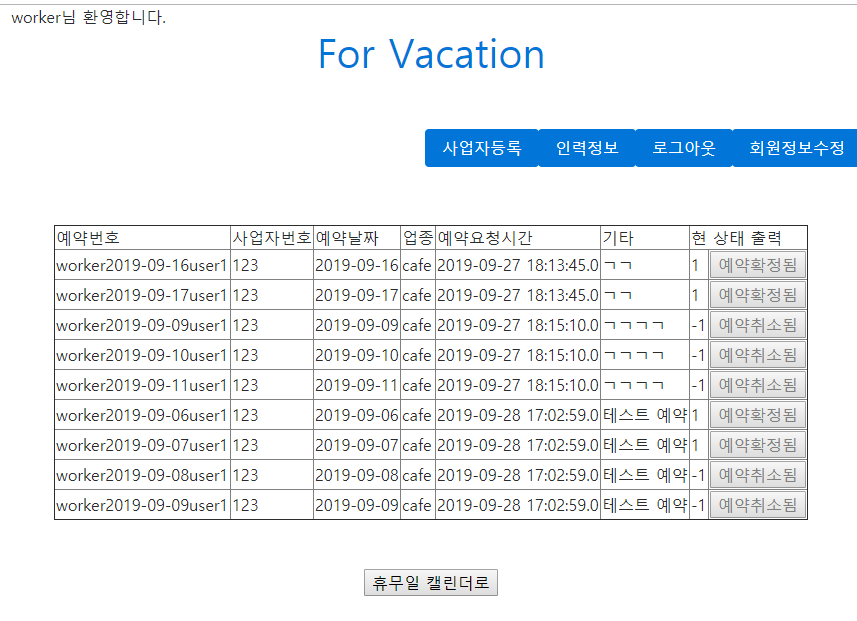 worker님 환영합니다.
For Vacation
사업자등록 인력정보 로그아웃 회원정보수정
예약번호 사업자번호 예약날짜 업종 예약요청시간 기타 현 상태 출력
worker2019-09-16user1 123 2019-09-16 cafe 2019-09-27 18:13:45.0 ㄱㄱ 1 예약확정됨
worker2019-09-17user1 123 2019-09-17 cafe 2019-09-27 18:13:45.0 ㄱㄱ 1 예약확정됨
worker2019-09-09user1 123 2019-09-09 cafe 2019-09-27 18:15:10.0 ㄱㄱㄱㄱ -1 예약취소됨
worker2019-09-10user1 123 2019-09-10 cafe 2019-09-27 18:15:10.0 ㄱㄱㄱㄱ -1 예약취소됨
worker2019-09-11user1 123 2019-09-11 cafe 2019-09-27 18:15:10.0 ㄱㄱㄱㄱ -1 예약취소됨
worker2019-09-06user1 123 2019-09-06 cafe 2019-09-28 17:02:59.0 테스트 예약 1 예약확정됨
worker2019-09-07user1 123 2019-09-07 cafe 2019-09-28 17:02:59.0 테스트 예약 1 예약확정됨
worker2019-09-08user1 123 2019-09-08 cafe 2019-09-28 17:02:59.0 테스트 예약 -1 예약취소됨
worker2019-09-09user1 123 2019-09-09 cafe 2019-09-28 17:02:59.0 테스트 예약 -1 예약취소됨
휴무일 캘린더로